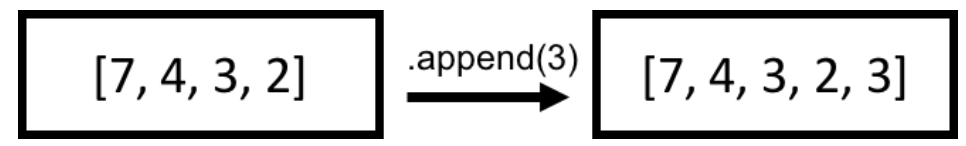 [7, 4, 3, 2]
.append(3)
[7, 4, 3, 2, 3]